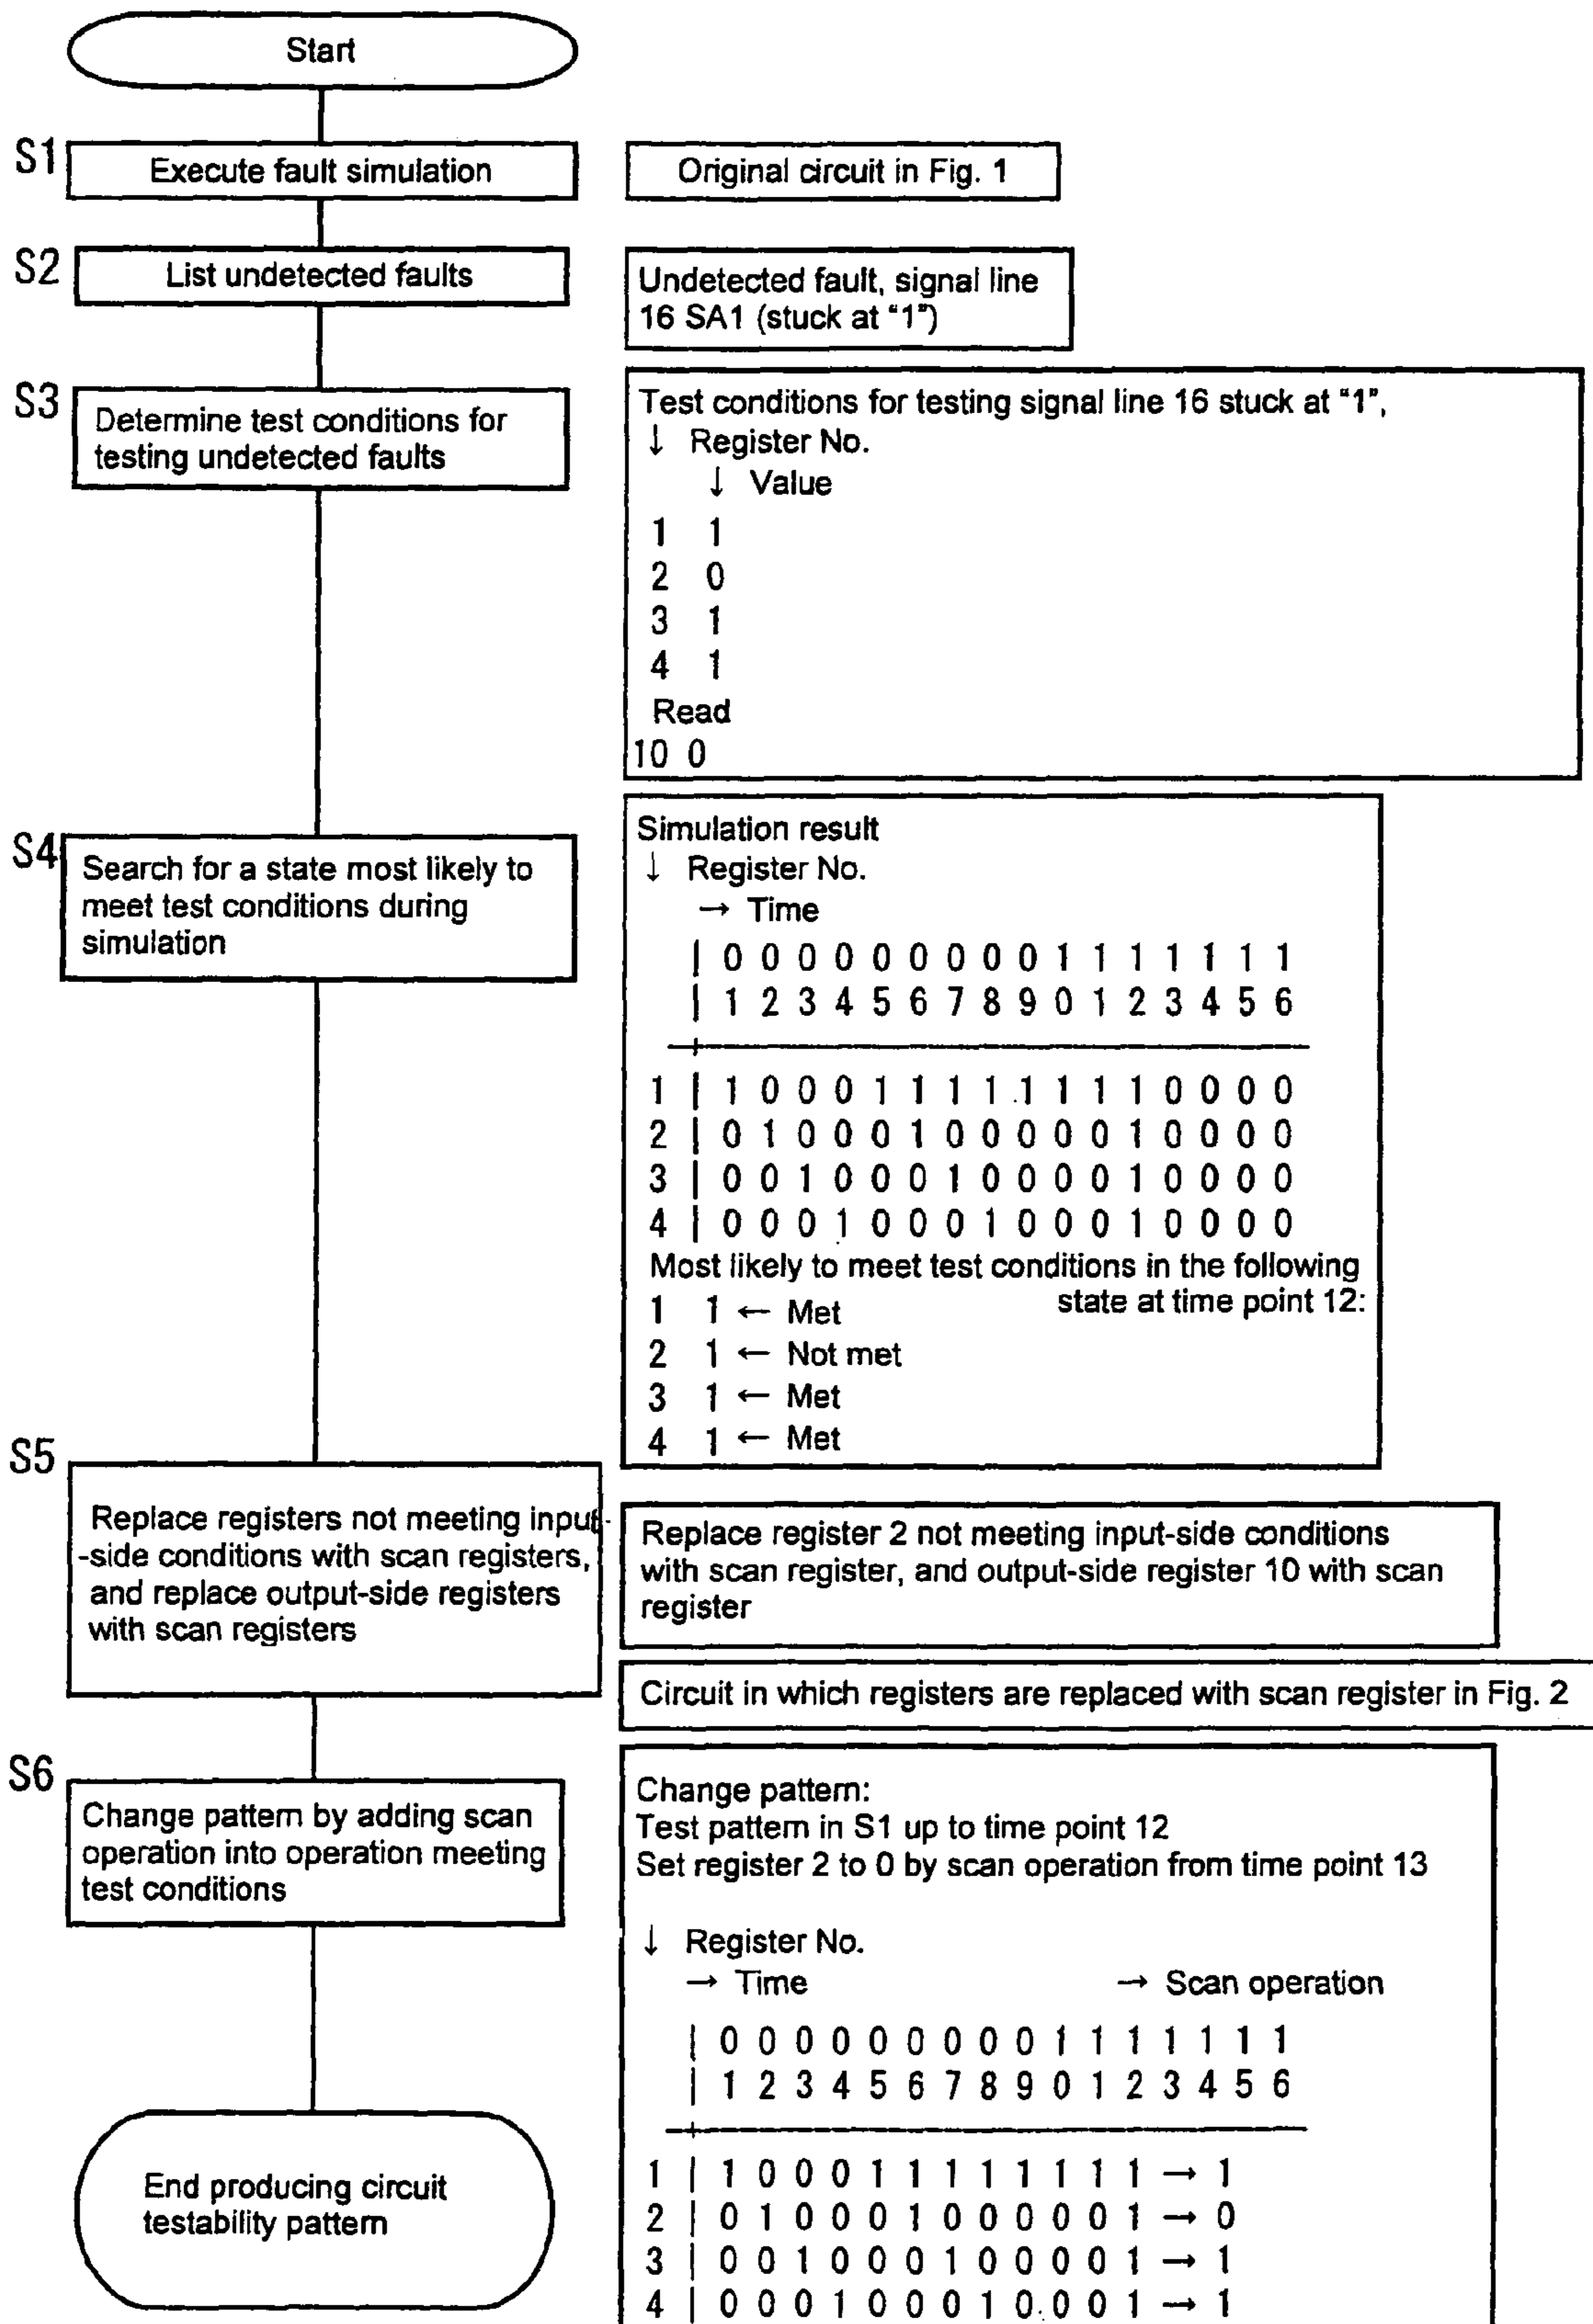 Start
S1
Execute fault simulation
Original circuit in Fig. 1
S2
List undetected faults
Undetected fault, signal line
16 SA1 (stuck at "1")
S3
Determine test conditions for
testing undetected faults
Test conditions for testing signal line 16 stuck at "1",
↓ Register No.
↓ Value
1 1
2 0
3 1
4 1
Read
10 0
S4
Search for a state most likely to
meet test conditions during
simulation
Simulation result
↓ Register No.
→ Time
| 0 0 0 0 0 0 0 0 0 1 1 1 1 1 1 1
| 1 2 3 4 5 6 7 8 9 0 1 2 3 4 5 6
1 | 1 0 0 0 1 1 1 1 1 1 1 1 0 0 0 0
2 | 0 1 0 0 0 1 0 0 0 0 0 1 0 0 0 0
3 | 0 0 1 0 0 0 1 0 0 0 0 1 0 0 0 0
4 | 0 0 0 1 0 0 0 1 0 0 0 1 0 0 0 0
Most likely to meet test conditions in the following
state at time point 12:
1 1 ← Met
2 1 ← Not met
3 1 ← Met
4 1 ← Met
S5
Replace registers not meeting input-
-side conditions with scan registers,
and replace output-side registers
with scan registers
Replace register 2 not meeting input-side conditions
with scan register, and output-side register 10 with scan
register
Circuit in which registers are replaced with scan register in Fig. 2
S6
Change pattern by adding scan
operation into operation meeting
test conditions
Change pattern:
Test pattern in S1 up to time point 12
Set register 2 to 0 by scan operation from time point 13
↓ Register No.
→ Time → Scan operation
| 0 0 0 0 0 0 0 0 0 1 1 1 1 1 1 1
| 1 2 3 4 5 6 7 8 9 0 1 2 3 4 5 6
1 | 1 0 0 0 1 1 1 1 1 1 1 1 → 1
2 | 0 1 0 0 0 1 0 0 0 0 0 1 → 0
3 | 0 0 1 0 0 0 1 0 0 0 0 1 → 1
4 | 0 0 0 1 0 0 0 1 0 0 0 1 → 1
End producing circuit
testability pattern